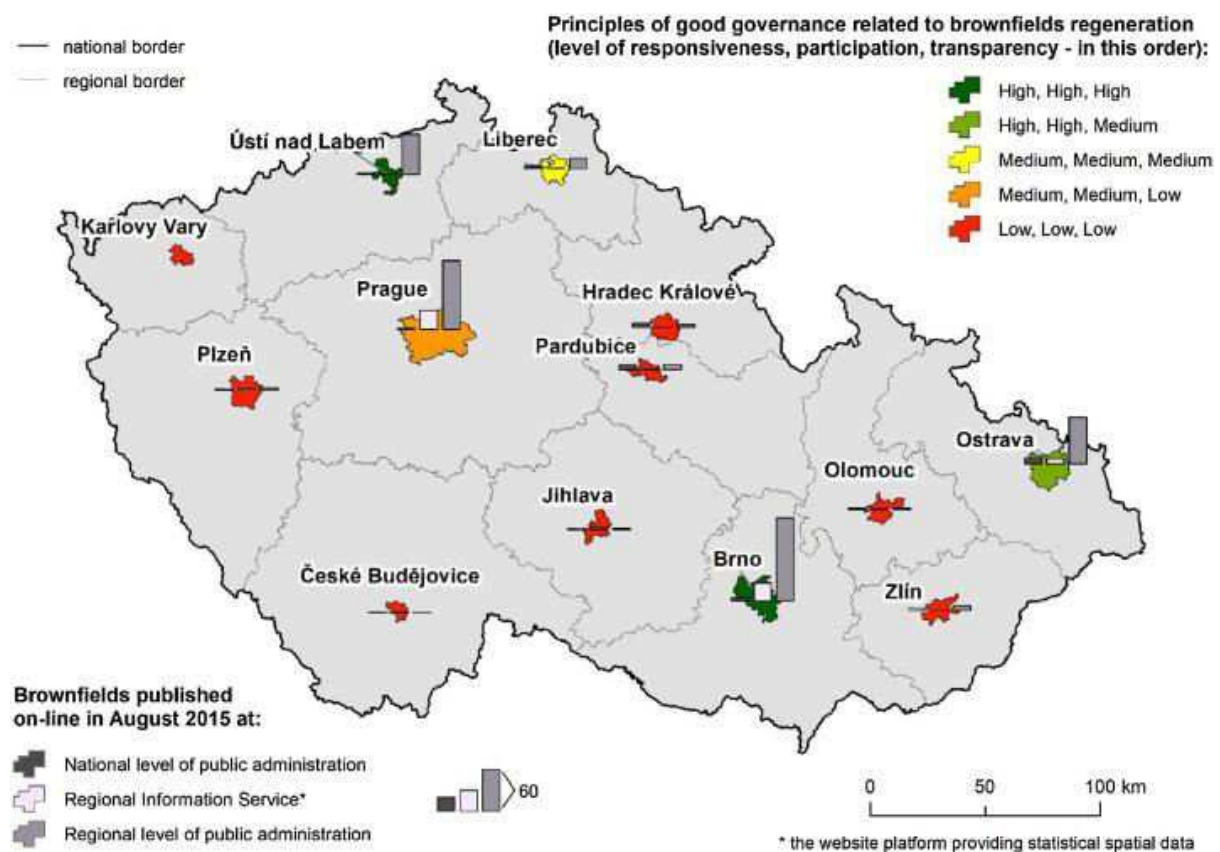 national border
regional border
Principles of good governance related to brownfields regeneration
(level of responsiveness, participation, transparency - in this order):
High, High, High
High, High, Medium
Medium, Medium, Medium
Medium, Medium, Low
Low, Low, Low
Ústí nad Labem
Liberec
Karlovy Vary
Prague
Hradec Králové
Pardubice
Plzeň
Ostrava
Olomouc
Jihlava
Brno
České Budějovice
Zlín
Brownfields published
on-line in August 2015 at:
National level of public administration
Regional Information Service*
Regional level of public administration
60
0 50 100 km
* the website platform providing statistical spatial data